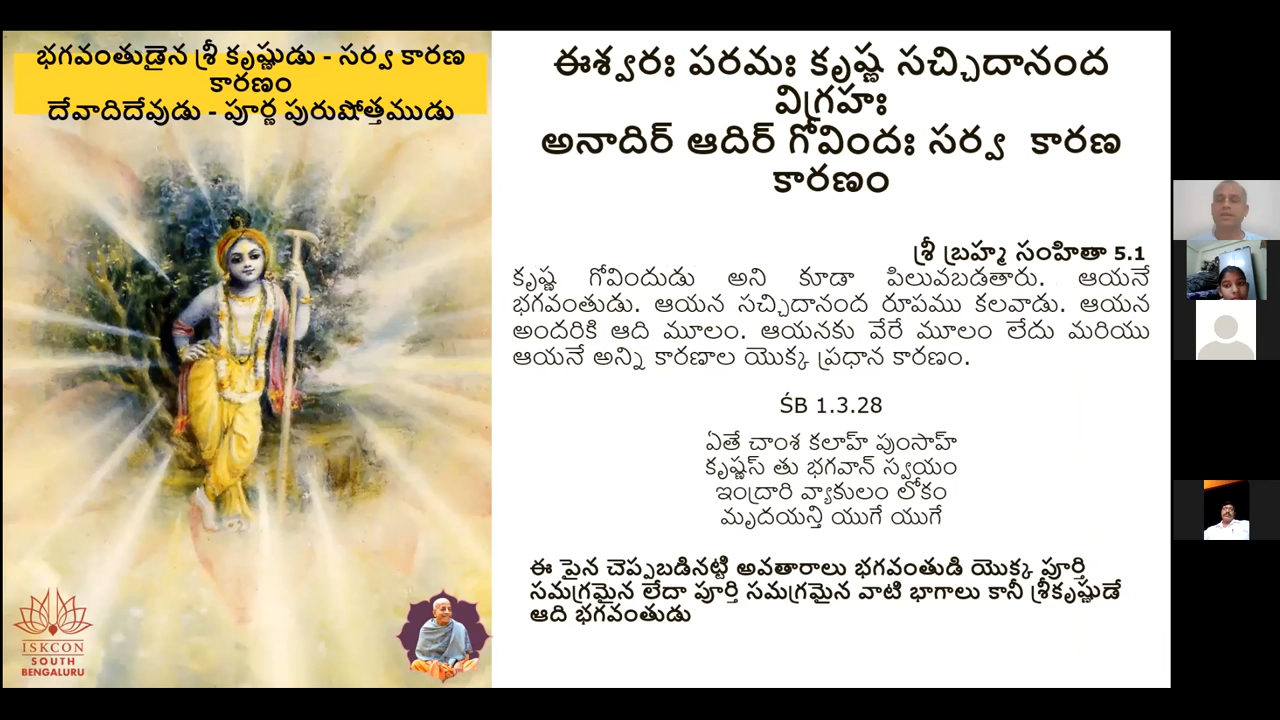 భగవంతుడైన శ్రీ కృష్ణుడు - సర్వ కారణ
కారణం
దేవాదిదేవుడు - పూర్ణ పురుషోత్తముడు
ISKCON
SOUTH
BENGALURU
ఈశ్వరః పరమః కృష్ణ సచ్చిదానంద
విగ్రహః
అనాదిర్ ఆదిర్ గోవిందః సర్వ కారణ
కారణం
శ్రీ బ్రహ్మ సంహితా 5.1
కృష్ణ గోవిందుడు అని కూడా పిలువబడతారు. ఆయనే
భగవంతుడు. ఆయన సచ్చిదానంద రూపము కలవాడు. ఆయన
అందరికి ఆది మూలం. ఆయనకు వేరే మూలం లేదు మరియు
ఆయనే అన్ని కారణాల యొక్క ప్రధాన కారణం.
ŚB 1.3.28
ఏతే చాంశ కలాహ్ పుంసాహ్
కృష్ణస్ తు భగవాన్ స్వయం
ఇంద్రారి వ్యాకులం లోకం
మృదయన్తి యుగే యుగే
ఈ పైన చెప్పబడినట్టి అవతారాలు భగవంతుడి యొక్క పూర్తి
సమగ్రమైన లేదా పూర్తి సమగ్రమైన వాటి భాగాలు కానీ శ్రీకృష్ణుడే
ఆది భగవంతుడు